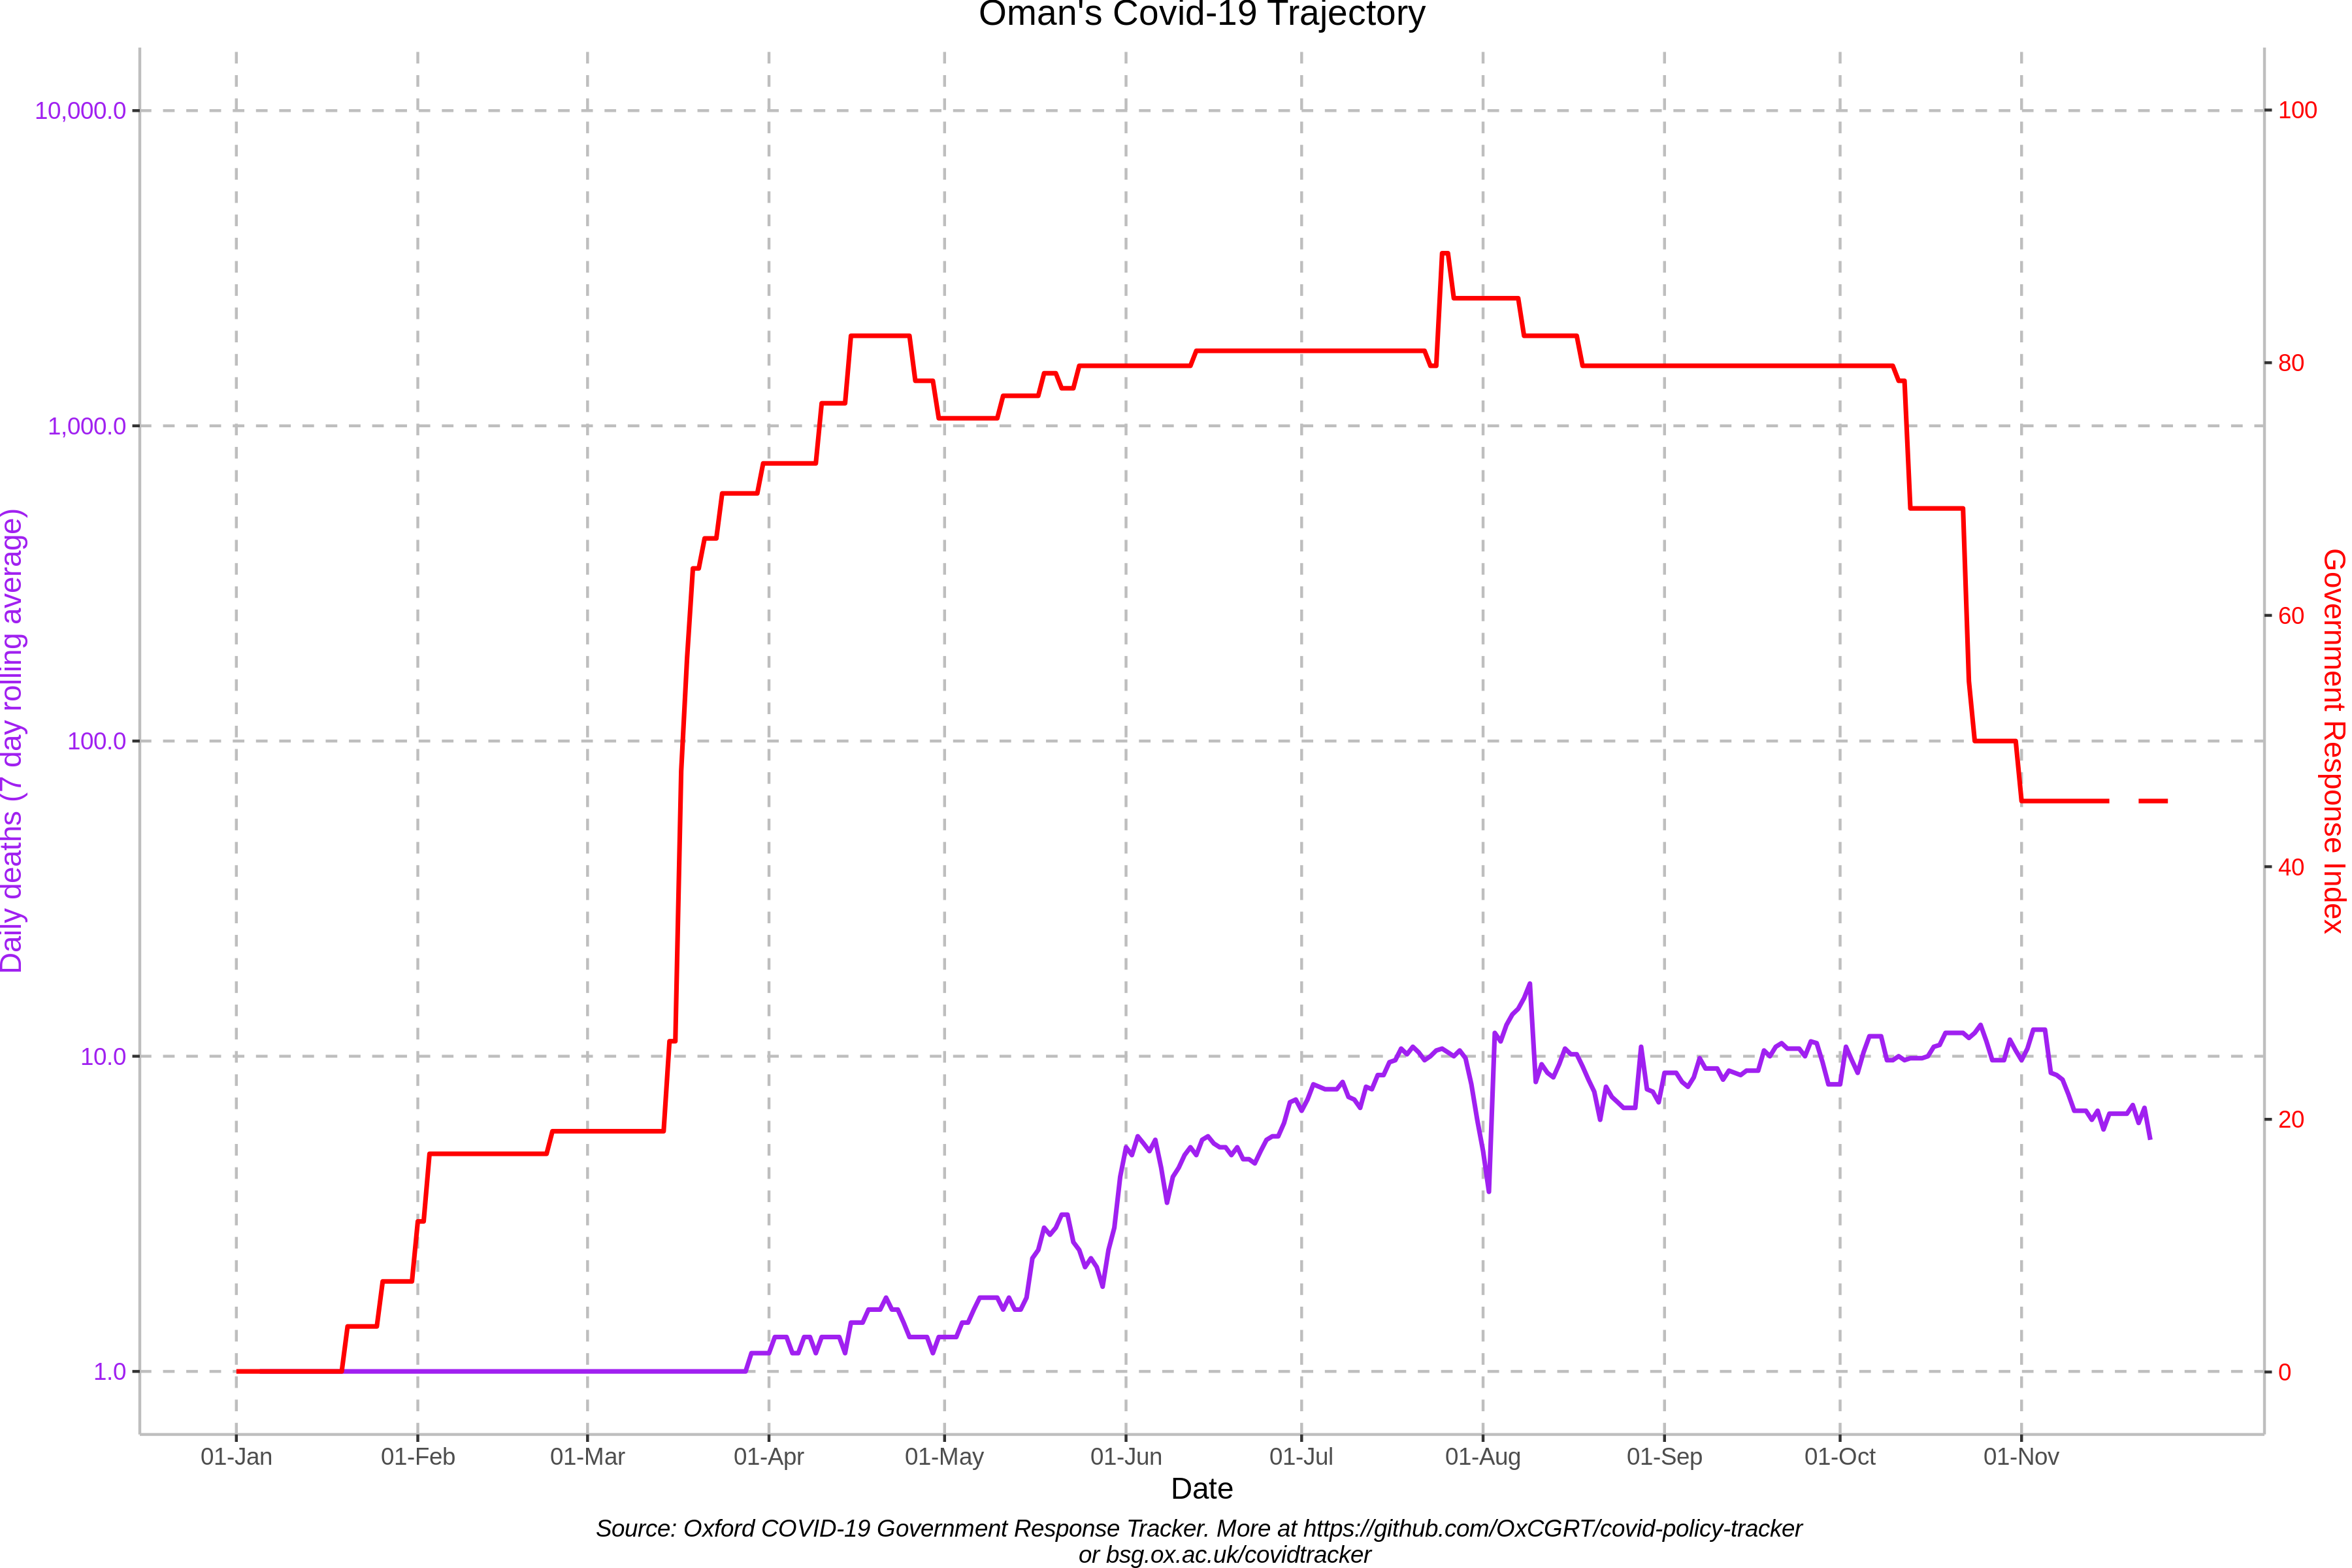 Oman's Covid-19 Trajectory
Daily deaths (7 day rolling average)
10,000.0
1,000.0
100.0
10.0
1.0
100
80
60
40
20
0
Government Response Index
01-Jan 01-Feb 01-Mar 01-Apr 01-May 01-Jun 01-Jul 01-Aug 01-Sep 01-Oct 01-Nov
Date
Source: Oxford COVID-19 Government Response Tracker. More at https://github.com/OxCGRT/covid-policy-tracker
or bsg.ox.ac.uk/covidtracker